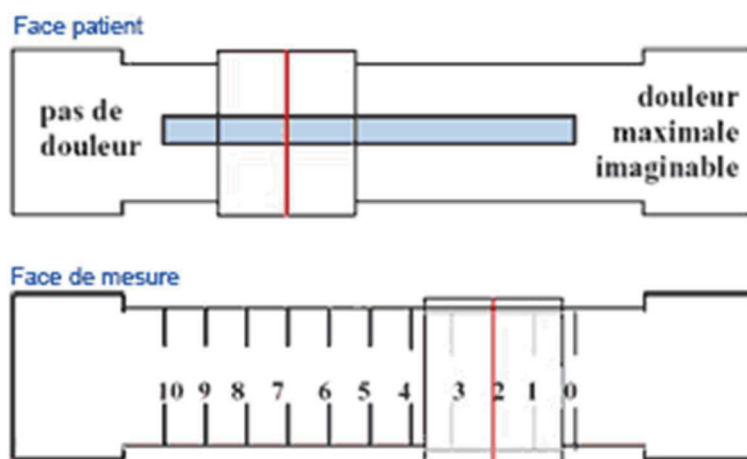 Face patient
pas de
douleur
douleur
maximale
imaginable
Face de mesure
10 9 8 7 6 5 4 3 2 1 0